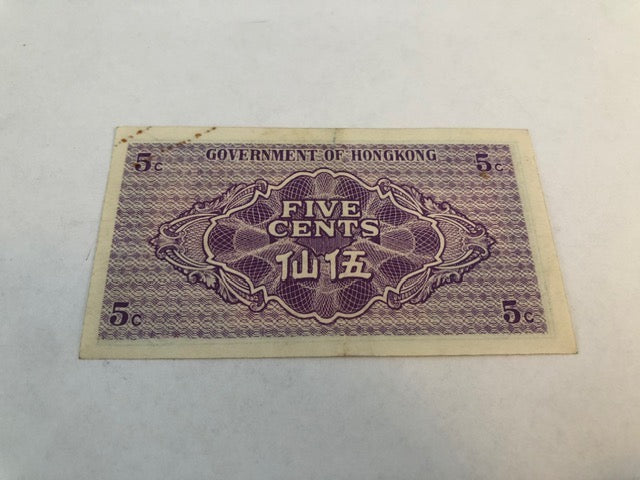 5c GOVERNMENT OF HONGKONG 5c
FIVE
CENTS
仙伍
5c 5c